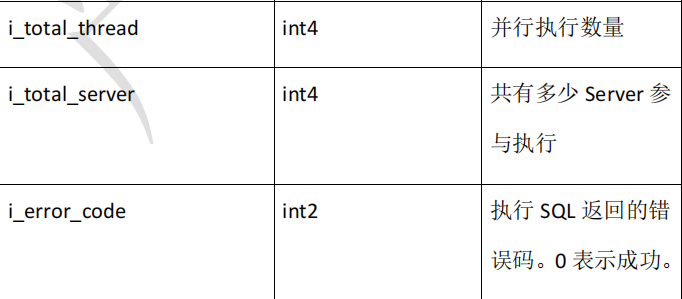 i_total_thread int4 并行执行数量
i_total_server int4 共有多少 Server 参
与执行
i_error_code int2 执行 SQL 返回的错
误码。0 表示成功。